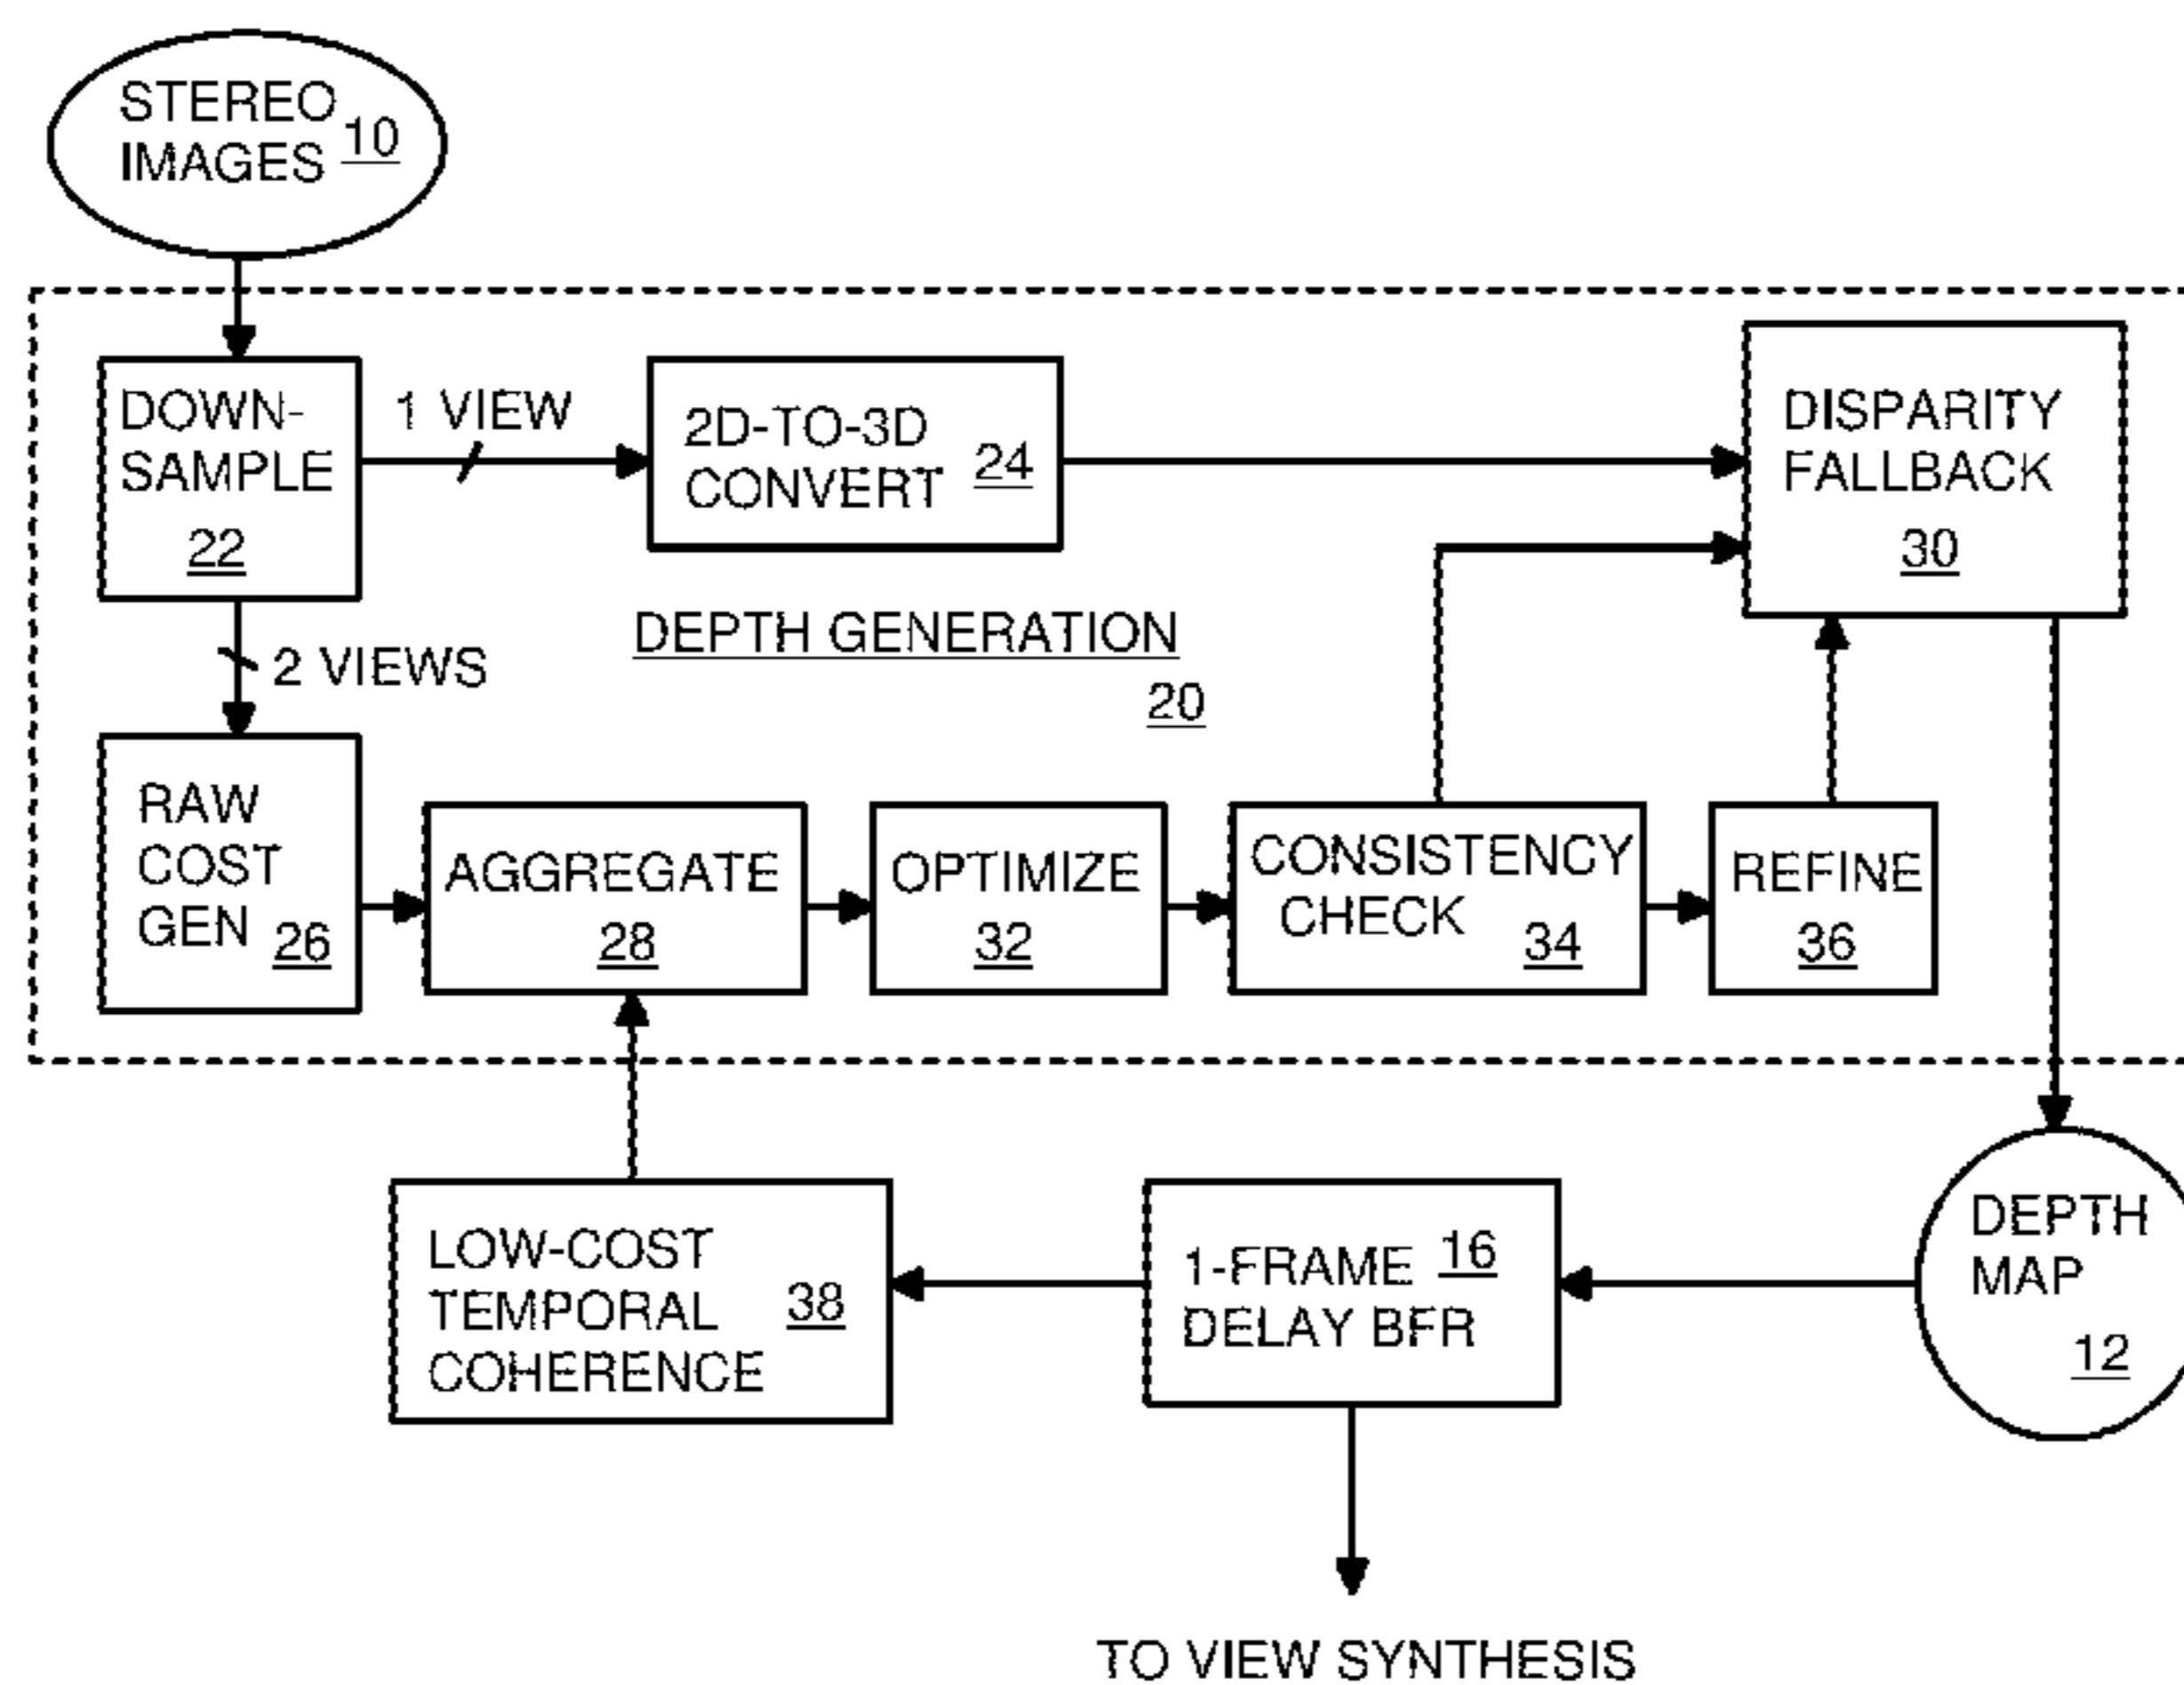 STEREO
IMAGES 10
DOWN-
SAMPLE
22
1 VIEW
2D-TO-3D
CONVERT 24
DISPARITY
FALLBACK
30
2 VIEWS
DEPTH GENERATION
20
RAW
COST
GEN 26
AGGREGATE
28
OPTIMIZE
32
CONSISTENCY
CHECK 34
REFINE
36
LOW-COST
TEMPORAL 38
COHERENCE
1-FRAME 16
DELAY BFR
DEPTH
MAP
12
TO VIEW SYNTHESIS